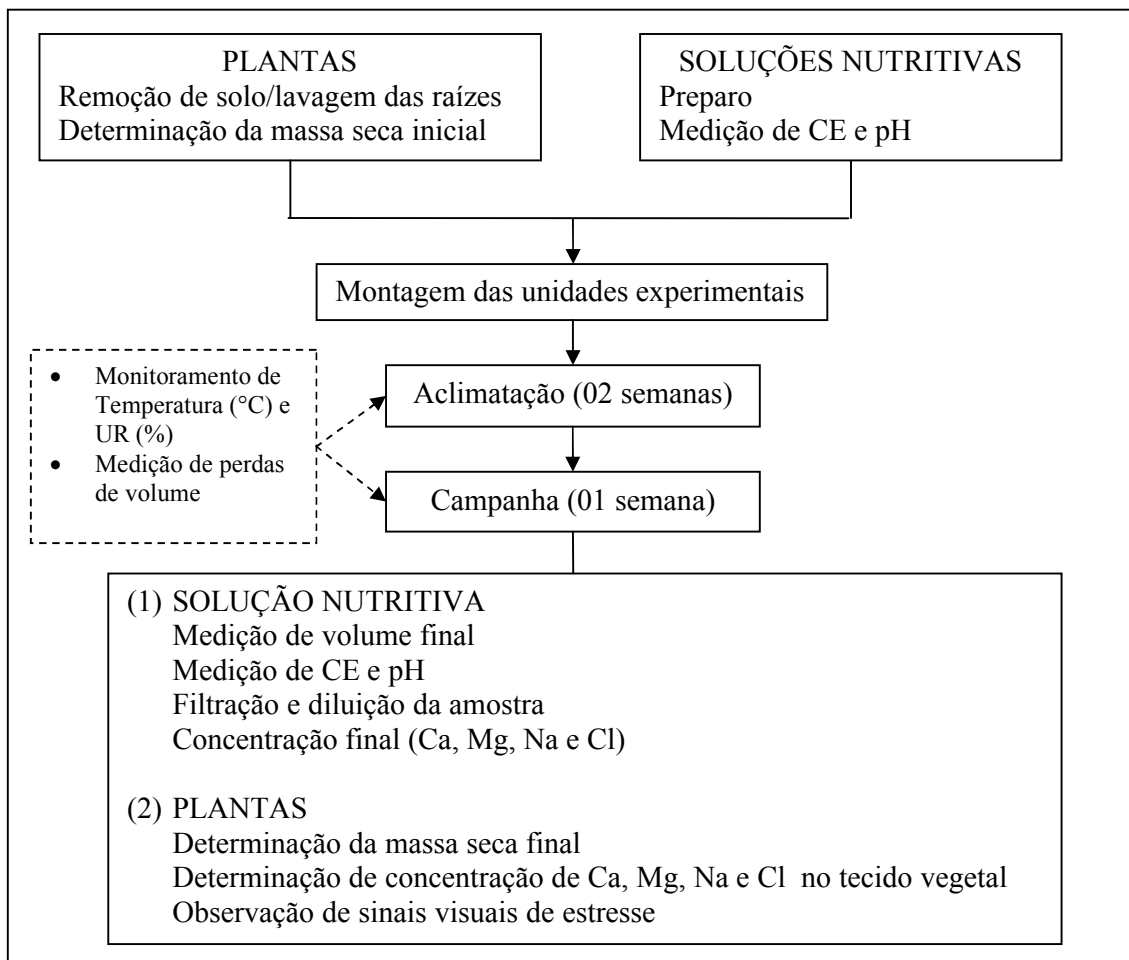 PLANTAS
Remoção de solo/lavagem das raízes
Determinação da massa seca inicial
SOLUÇÕES NUTRITIVAS
Preparo
Medição de CE e pH
Montagem das unidades experimentais
• Monitoramento de
Temperatura (°C) e
UR (%)
• Medição de perdas
de volume
Aclimatação (02 semanas)
Campanha (01 semana)
(1) SOLUÇÃO NUTRITIVA
Medição de volume final
Medição de CE e pH
Filtração e diluição da amostra
Concentração final (Ca, Mg, Na e Cl)
(2) PLANTAS
Determinação da massa seca final
Determinação de concentração de Ca, Mg, Na e Cl no tecido vegetal
Observação de sinais visuais de estresse